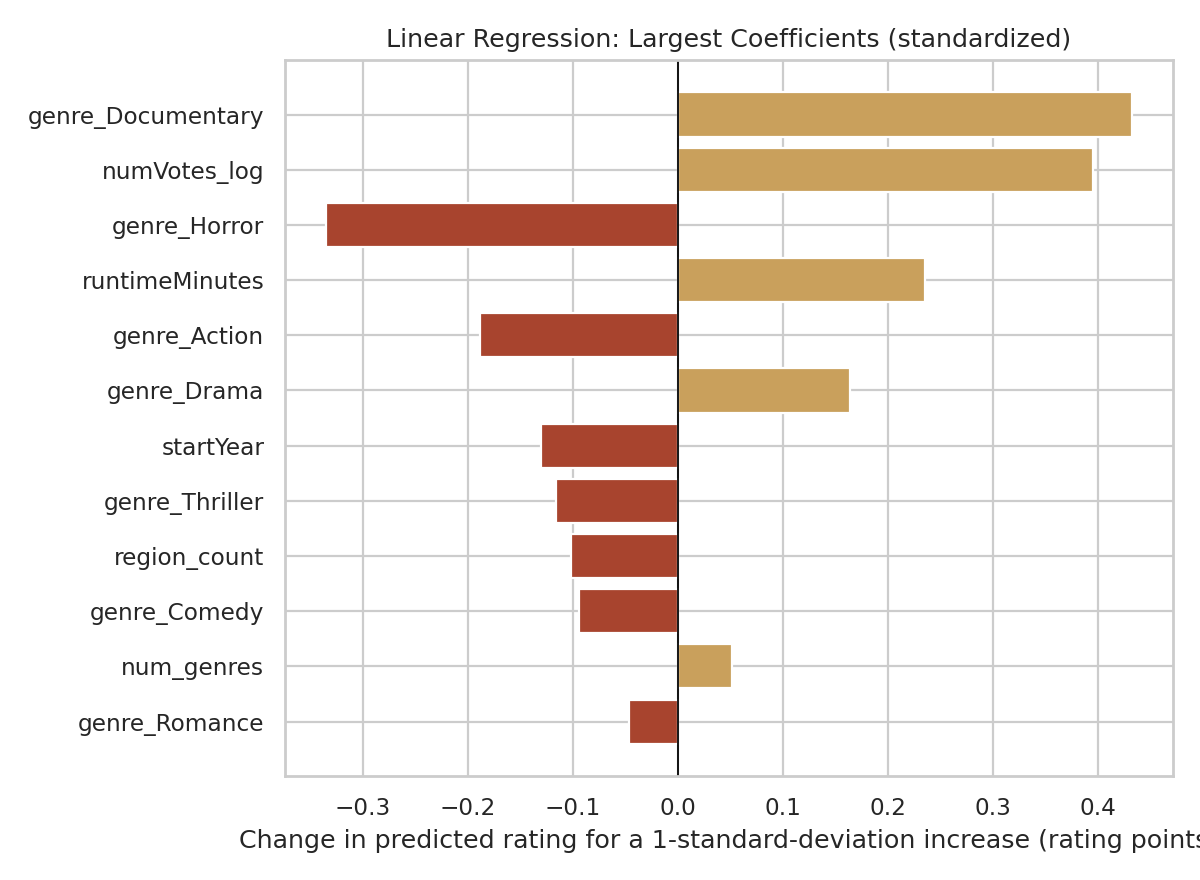 Linear Regression: Largest Coefficients (standardized)
genre_Documentary
numVotes_log
genre_Horror
runtimeMinutes
genre_Action
genre_Drama
startYear
genre_Thriller
region_count
genre_Comedy
num_genres
genre_Romance
−0.3 −0.2 −0.1 0.0 0.1 0.2 0.3 0.4
Change in predicted rating for a 1-standard-deviation increase (rating points